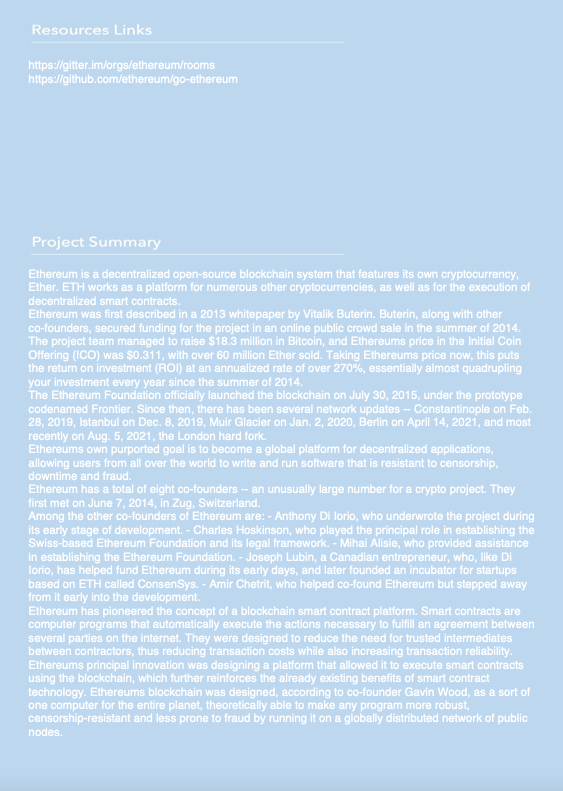 Resources Links
https://gitter.im/orgs/ethereum/rooms
https://github.com/ethereum/go-ethereum
Project Summary
Ethereum is a decentralized open-source blockchain system that features its own cryptocurrency,
Ether. ETH works as a platform for numerous other cryptocurrencies, as well as for the execution of
decentralized smart contracts.
Ethereum was first described in a 2013 whitepaper by Vitalik Buterin. Buterin, along with other
co-founders, secured funding for the project in an online public crowd sale in the summer of 2014.
The project team managed to raise $18.3 million in Bitcoin, and Ethereums price in the Initial Coin
Offering (ICO) was $0.311, with over 60 million Ether sold. Taking Ethereums price now, this puts
the return on investment (ROI) at an annualized rate of over 270%, essentially almost quadrupling
your investment every year since the summer of 2014.
The Ethereum Foundation officially launched the blockchain on July 30, 2015, under the prototype
codenamed Frontier. Since then, there has been several network updates -- Constantinople on Feb.
28, 2019, Istanbul on Dec. 8, 2019, Muir Glacier on Jan. 2, 2020, Berlin on April 14, 2021, and most
recently on Aug. 5, 2021, the London hard fork.
Ethereums own purported goal is to become a global platform for decentralized applications,
allowing users from all over the world to write and run software that is resistant to censorship,
downtime and fraud.
Ethereum has a total of eight co-founders -- an unusually large number for a crypto project. They
first met on June 7, 2014, in Zug, Switzerland.
Among the other co-founders of Ethereum are: - Anthony Di Iorio, who underwrote the project during
its early stage of development. - Charles Hoskinson, who played the principal role in establishing the
Swiss-based Ethereum Foundation and its legal framework. - Mihai Alisie, who provided assistance
in establishing the Ethereum Foundation. - Joseph Lubin, a Canadian entrepreneur, who, like Di
Iorio, has helped fund Ethereum during its early days, and later founded an incubator for startups
based on ETH called ConsenSys. - Amir Chetrit, who helped co-found Ethereum but stepped away
from it early into the development.
Ethereum has pioneered the concept of a blockchain smart contract platform. Smart contracts are
computer programs that automatically execute the actions necessary to fulfill an agreement between
several parties on the internet. They were designed to reduce the need for trusted intermediates
between contractors, thus reducing transaction costs while also increasing transaction reliability.
Ethereums principal innovation was designing a platform that allowed it to execute smart contracts
using the blockchain, which further reinforces the already existing benefits of smart contract
technology. Ethereums blockchain was designed, according to co-founder Gavin Wood, as a sort of
one computer for the entire planet, theoretically able to make any program more robust,
censorship-resistant and less prone to fraud by running it on a globally distributed network of public
nodes.